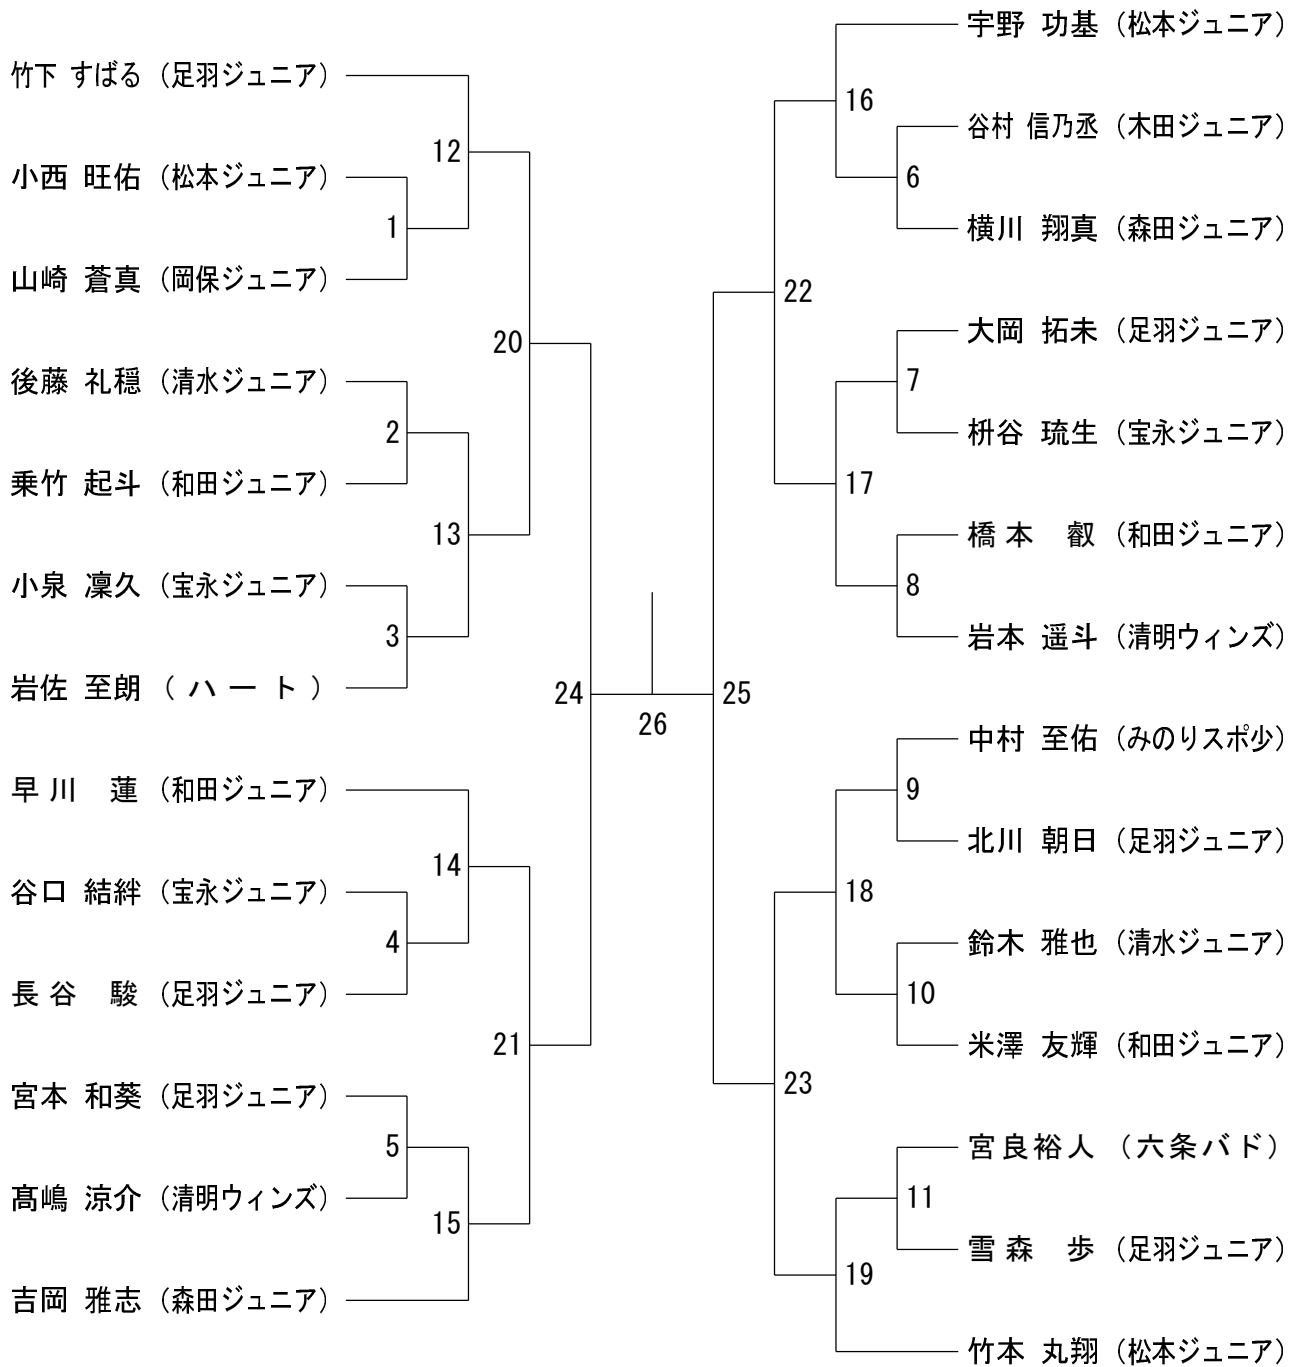 竹下 すばる（足羽ジュニア）
12
小西 旺佑（松本ジュニア）
1
山崎 蒼真（岡保ジュニア）
20
後藤 礼穏（清水ジュニア）
2
乗竹 起斗（和田ジュニア）
13
小泉 凜久（宝永ジュニア）
3
岩佐 至朗（ハート）
24
早川 蓮（和田ジュニア）
14
谷口 結絆（宝永ジュニア）
4
長谷 駿（足羽ジュニア）
21
宮本 和葵（足羽ジュニア）
5
髙嶋 涼介（清明ウィンズ）
15
吉岡 雅志（森田ジュニア）
26
宇野 功基（松本ジュニア）
16
谷村 信乃丞（木田ジュニア）
6
横川 翔真（森田ジュニア）
22
大岡 拓未（足羽ジュニア）
7
枡谷 琉生（宝永ジュニア）
17
橋本 叡（和田ジュニア）
8
岩本 遥斗（清明ウィンズ）
25
中村 至佑（みのりスポ少）
9
北川 朝日（足羽ジュニア）
18
鈴木 雅也（清水ジュニア）
10
米澤 友輝（和田ジュニア）
23
宮良裕人（六条バド）
11
雪森 歩（足羽ジュニア）
19
竹本 丸翔（松本ジュニア）